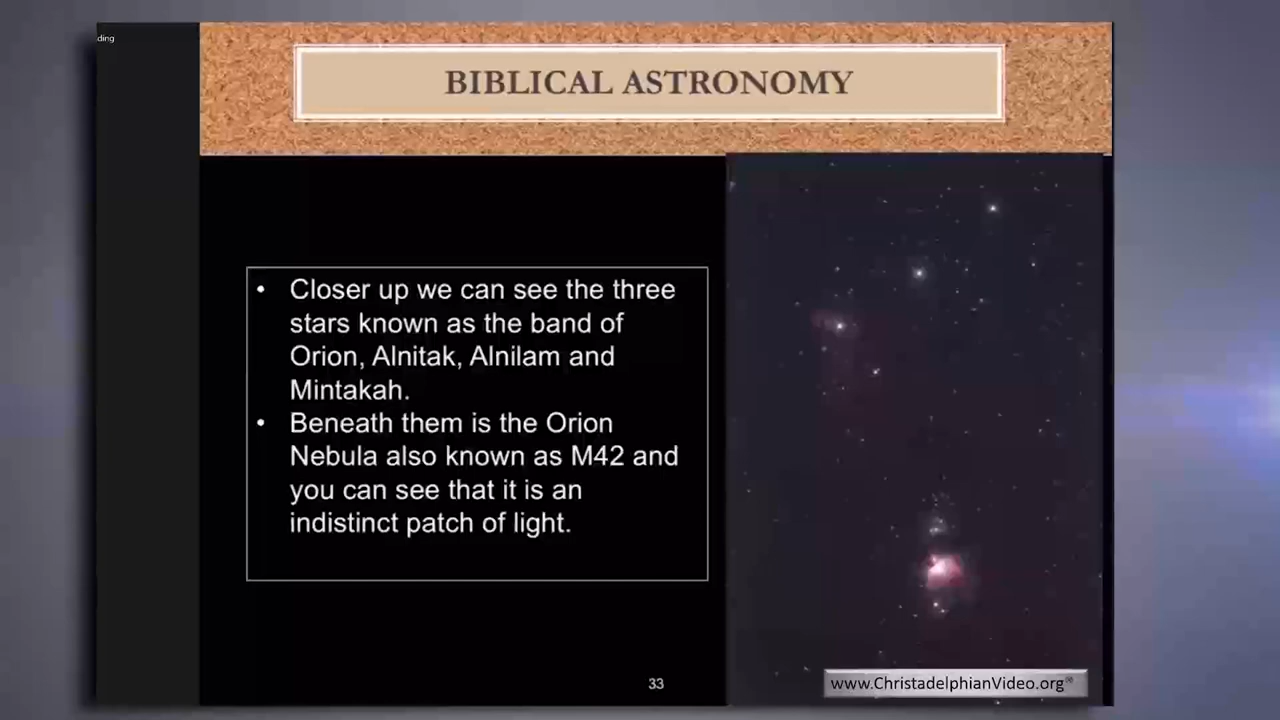 ding
BIBLICAL ASTRONOMY
• Closer up we can see the three
stars known as the band of
Orion, Alnitak, Alnilam and
Mintakah.
• Beneath them is the Orion
Nebula also known as M42 and
you can see that it is an
indistinct patch of light.
33
www.ChristadelphianVideo.org®